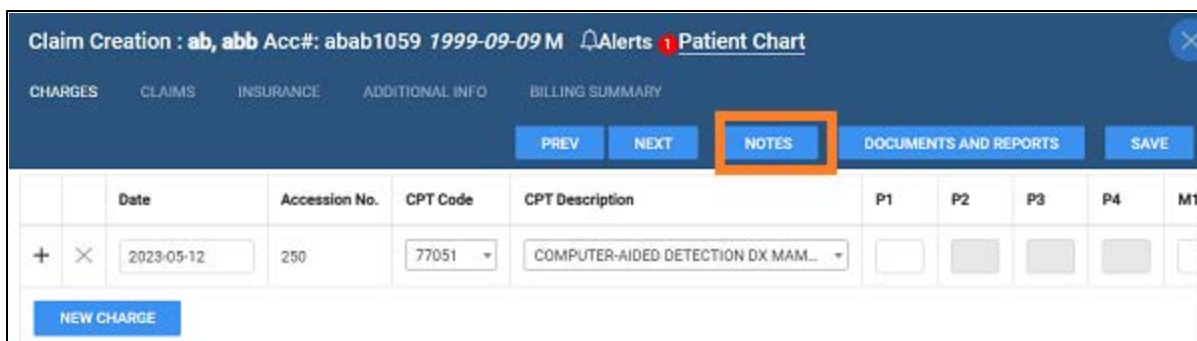 Claim Creation : ab, abb Acc#: abab1059 1999-09-09 M Alerts 1 Patient Chart
CHARGES CLAIMS INSURANCE ADDITIONAL INFO BILLING SUMMARY
PREV NEXT NOTES DOCUMENTS AND REPORTS SAVE
Date Accession No. CPT Code CPT Description P1 P2 P3 P4 M1
2023-05-12 250 77051 COMPUTER-AIDED DETECTION DX MAM...
NEW CHARGE